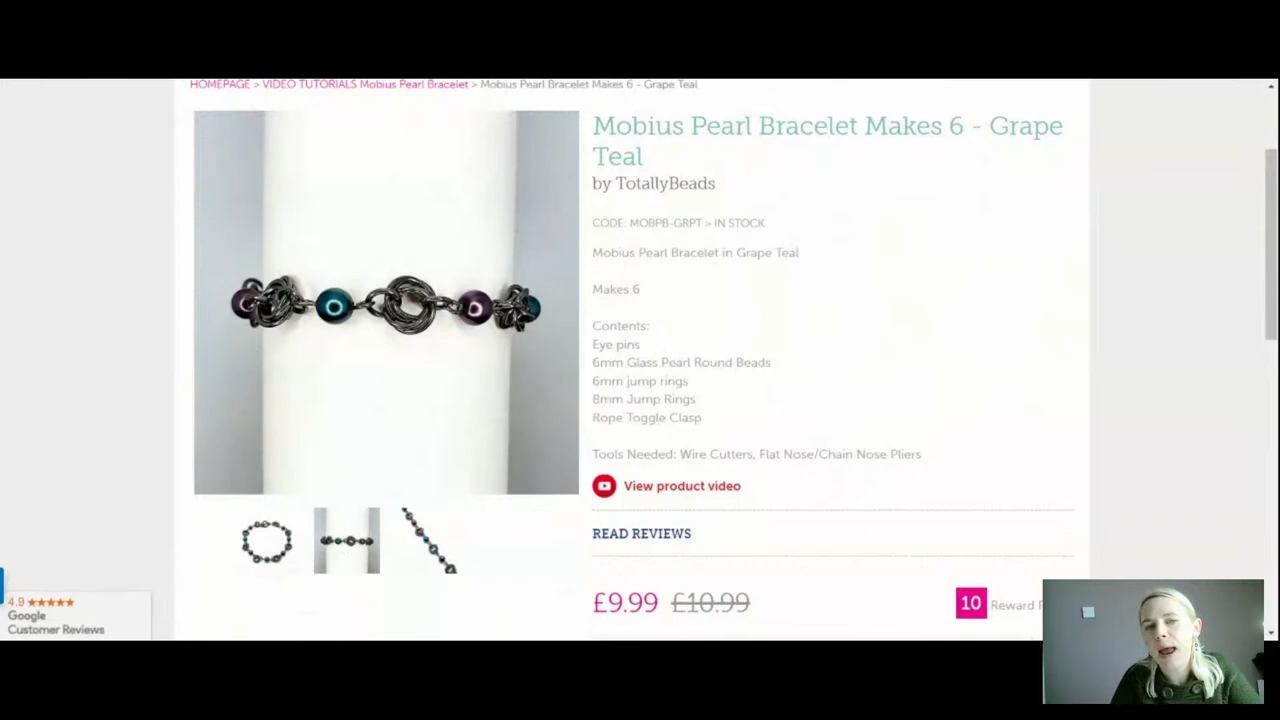 HOMEPAGE > VIDEO TUTORIALS Mobius Pearl Bracelet > Mobius Pearl Bracelet Makes 6 - Grape Teal
Mobius Pearl Bracelet Makes 6 - Grape
Teal
by TotallyBeads
CODE: MOBPB-GRPT > IN STOCK
Mobius Pearl Bracelet in Grape Teal
Makes 6
Contents:
Eye pins
6mm Glass Pearl Round Beads
6mm jump rings
8mm Jump Rings
Rope Toggle Clasp
Tools Needed: Wire Cutters, Flat Nose/Chain Nose Pliers
View product video
READ REVIEWS
£9.99 £10.99
10 Reward
4.9
Google
Customer Reviews